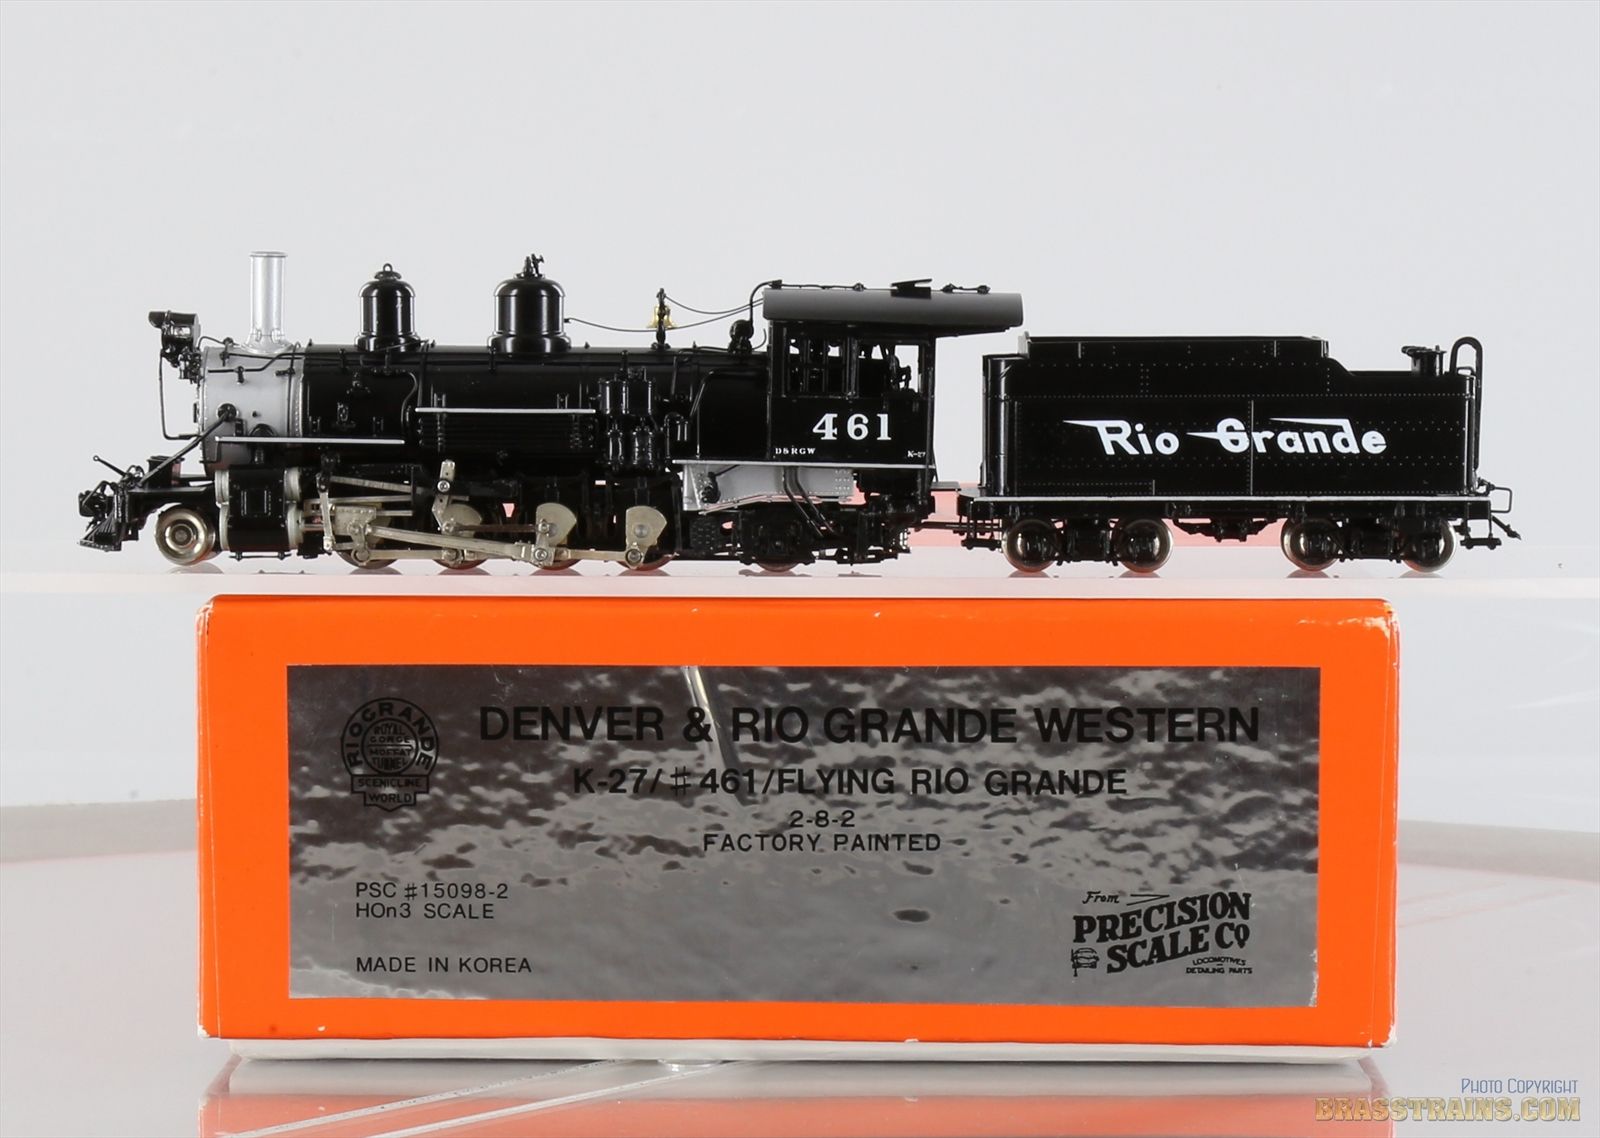 461
D&RGW K-27
Rio Grande
RIO GRANDE
ROYAL
GORGE
MOFFAT
TUNNEL
SCENIC LINE
WORLD
DENVER & RIO GRANDE WESTERN
K-27/#461/FLYING RIO GRANDE
2-8-2
FACTORY PAINTED
PSC #15098-2
HOn3 SCALE
MADE IN KOREA
From
PRECISION
SCALE CO
LOCOMOTIVES
DETAILING PARTS
PHOTO COPYRIGHT
BRASSTRAINS.COM